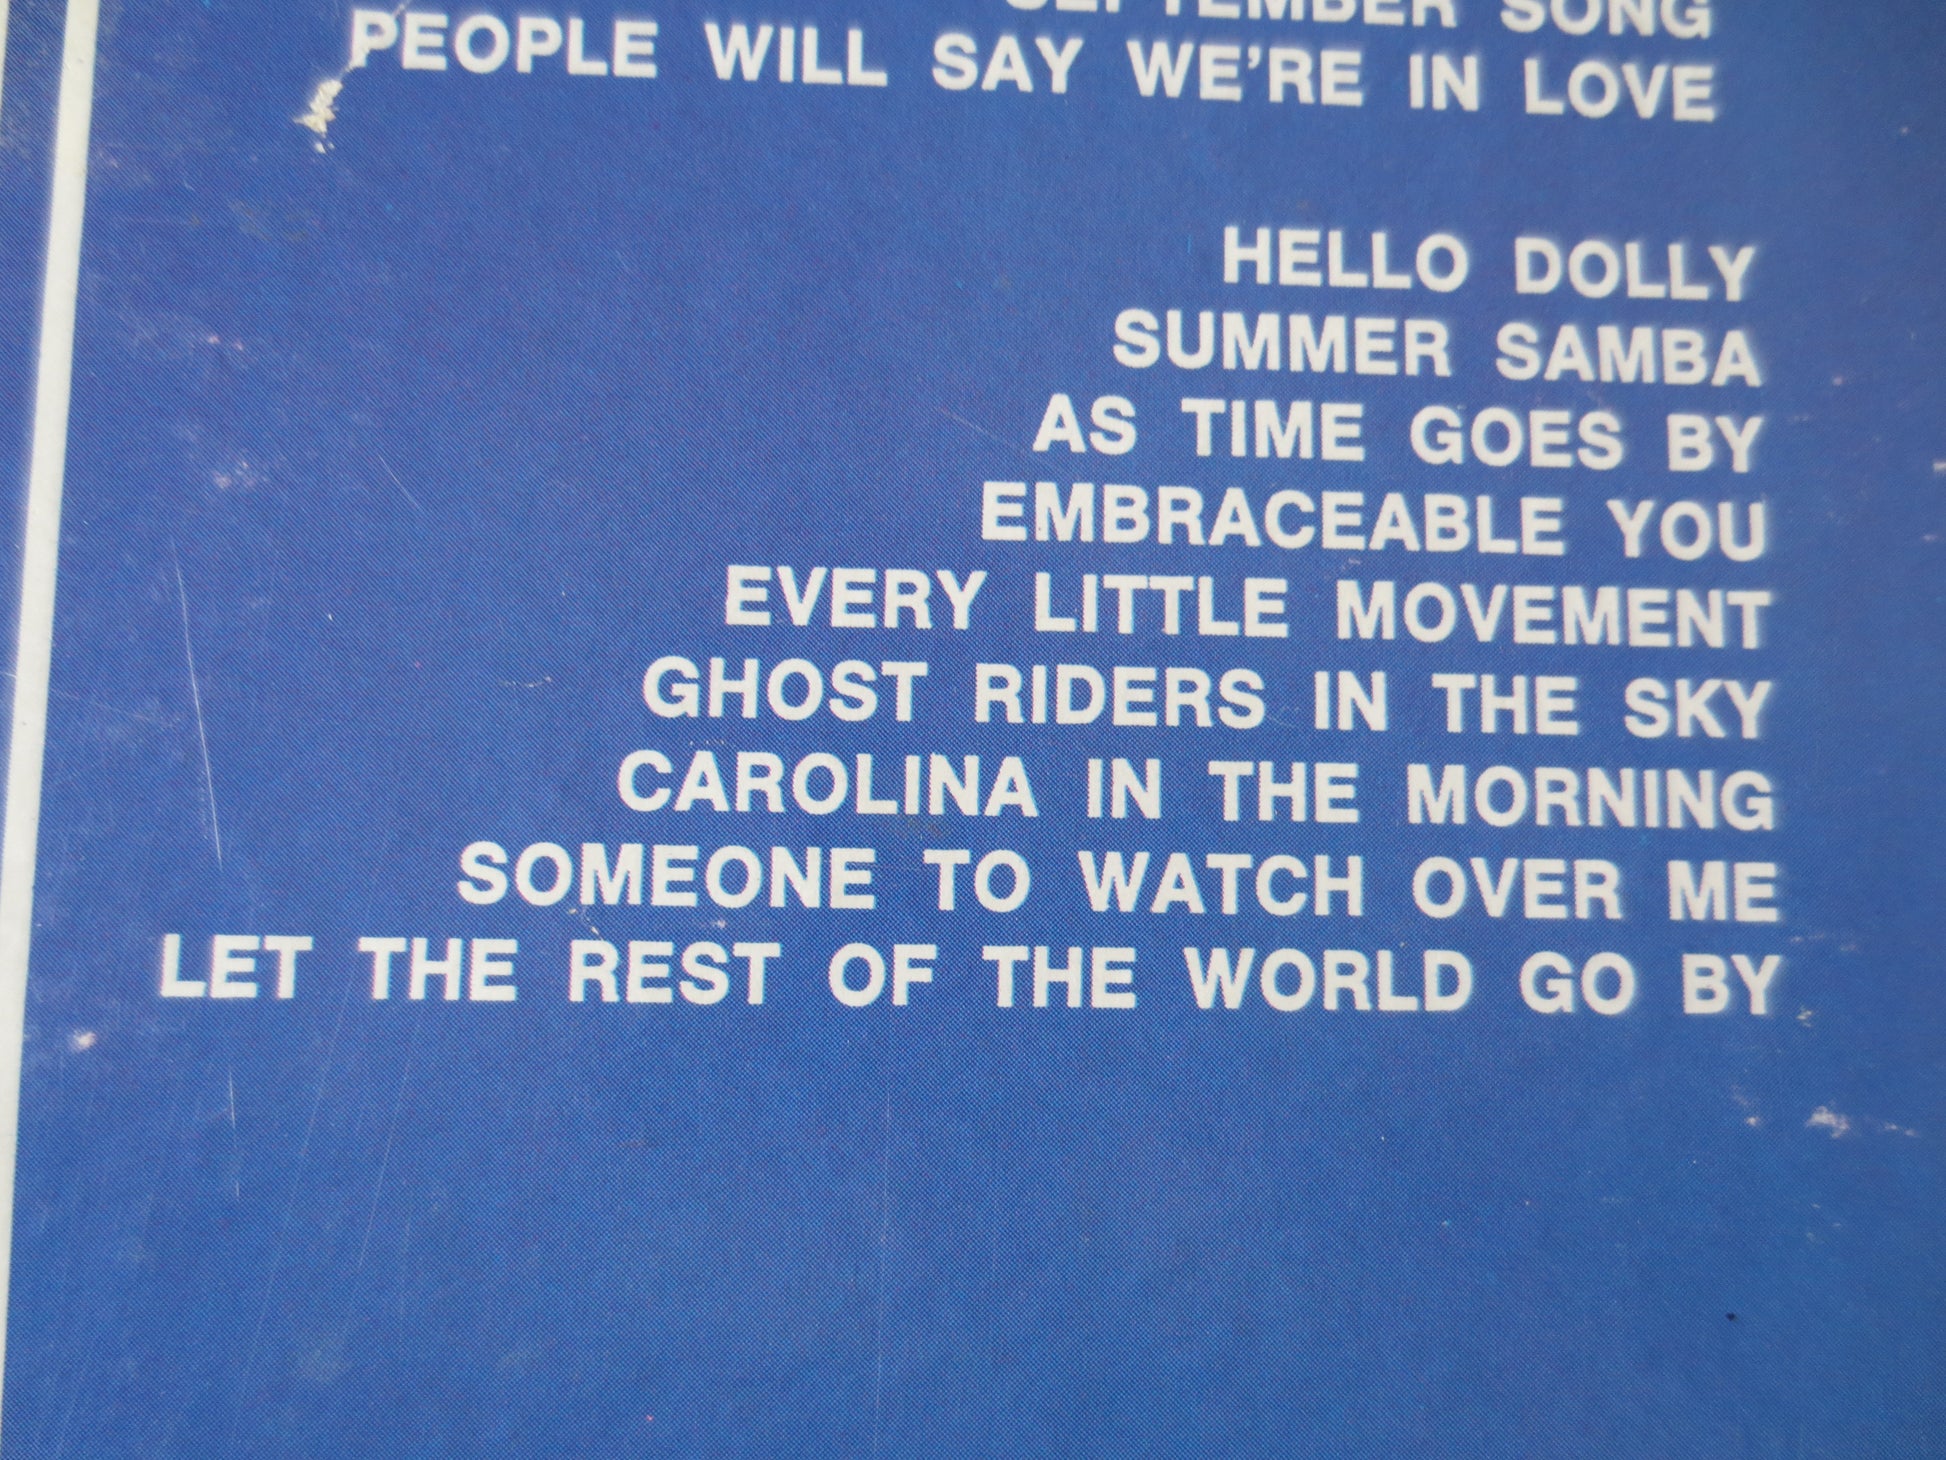 SEPTEMBER SONG
PEOPLE WILL SAY WE'RE IN LOVE
HELLO DOLLY
SUMMER SAMBA
AS TIME GOES BY
EMBRACEABLE YOU
EVERY LITTLE MOVEMENT
GHOST RIDERS IN THE SKY
CAROLINA IN THE MORNING
SOMEONE TO WATCH OVER ME
LET THE REST OF THE WORLD GO BY